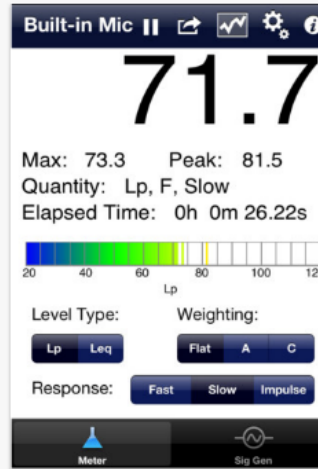 Built-in Mic
71.7
Max: 73.3 Peak: 81.5
Quantity: Lp, F, Slow
Elapsed Time: 0h 0m 26.22s
20 40 60 80 100
Lp
Level Type: Weighting:
Lp Leq Flat A C
Response: Fast Slow Impulse
Meter Sig Gen